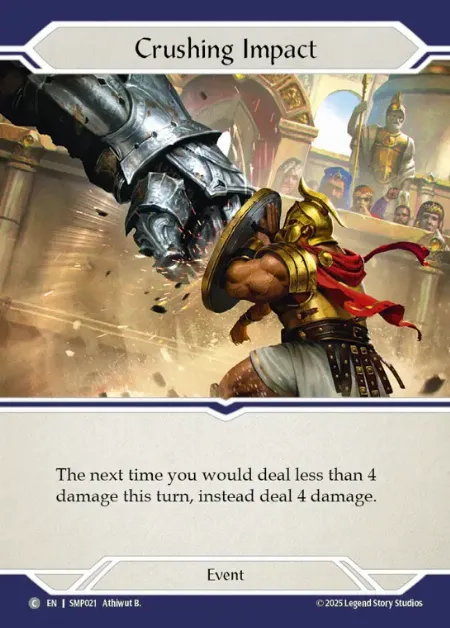 Crushing Impact
The next time you would deal less than 4
damage this turn, instead deal 4 damage.
Event
C EN | SMP021 Athiwut B. © 2025 Legend Story Studios